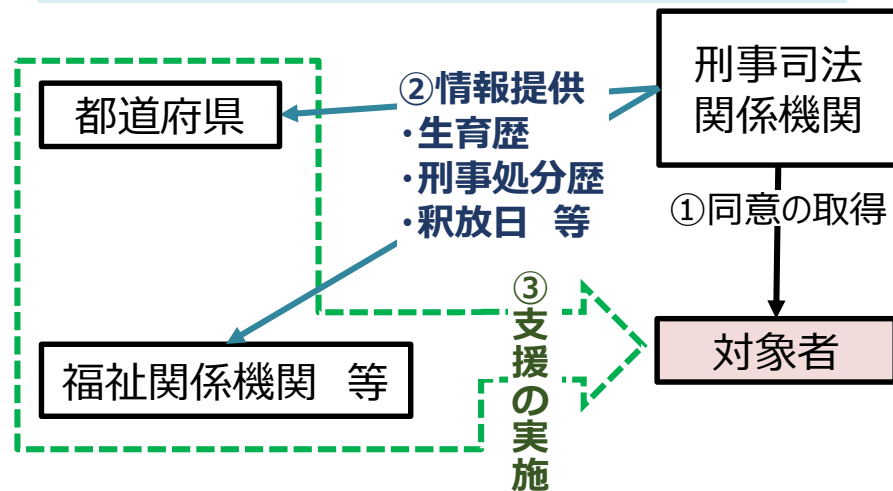 刑事司法
関係機関
都道府県
②情報提供
・生育歴
・刑事処分歴
・釈放日　等
①同意の取得
対象者
福祉関係機関　等
③支援の実施